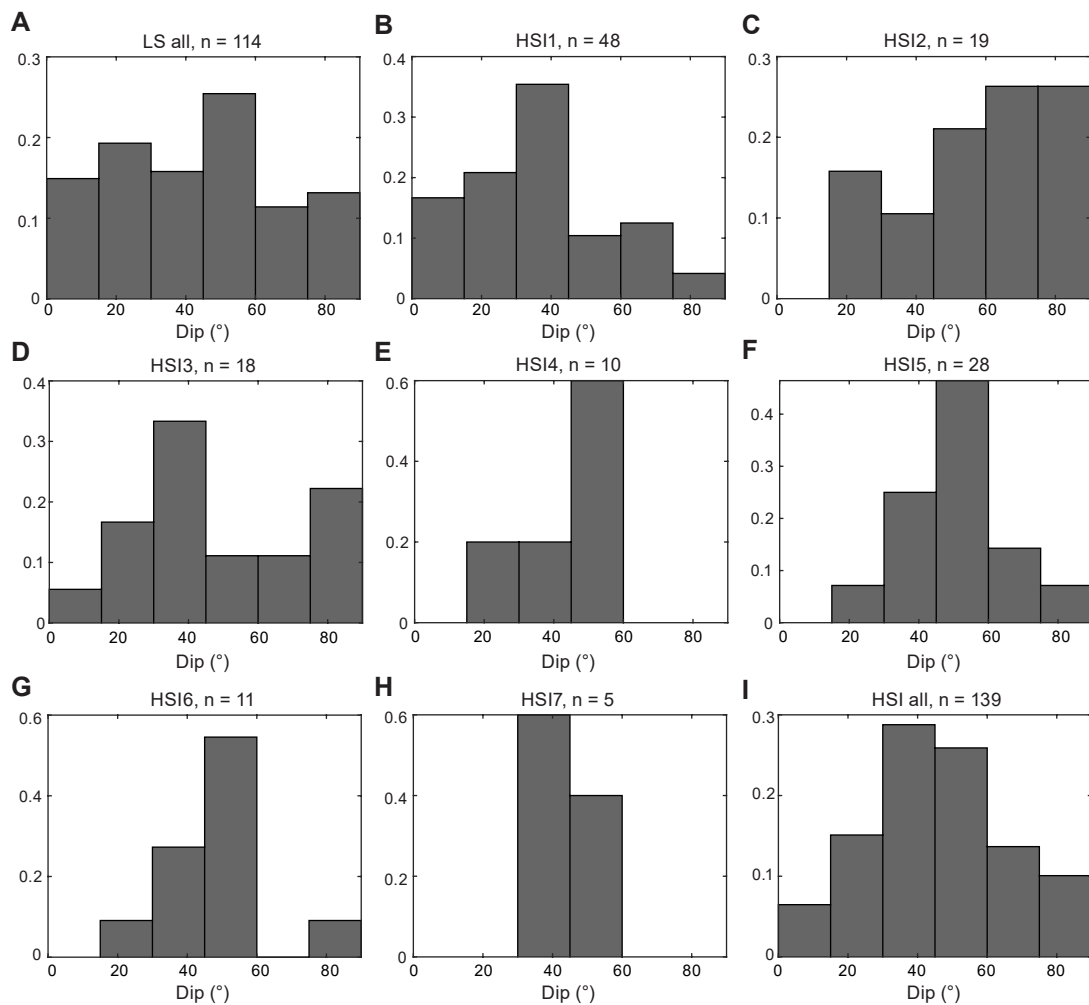 A
LS all, n = 114
0.3
0.2
0.1
0
0 20 40 60 80
Dip (°)
B
HSI1, n = 48
0.4
0.3
0.2
0.1
0
0 20 40 60 80
Dip (°)
C
HSI2, n = 19
0.3
0.2
0.1
0
0 20 40 60 80
Dip (°)
D
HSI3, n = 18
0.4
0.3
0.2
0.1
0
0 20 40 60 80
Dip (°)
E
HSI4, n = 10
0.6
0.4
0.2
0
0 20 40 60 80
Dip (°)
F
HSI5, n = 28
0.4
0.3
0.2
0.1
0
0 20 40 60 80
Dip (°)
G
HSI6, n = 11
0.6
0.4
0.2
0
0 20 40 60 80
Dip (°)
H
HSI7, n = 5
0.6
0.4
0.2
0
0 20 40 60 80
Dip (°)
I
HSI all, n = 139
0.3
0.2
0.1
0
0 20 40 60 80
Dip (°)